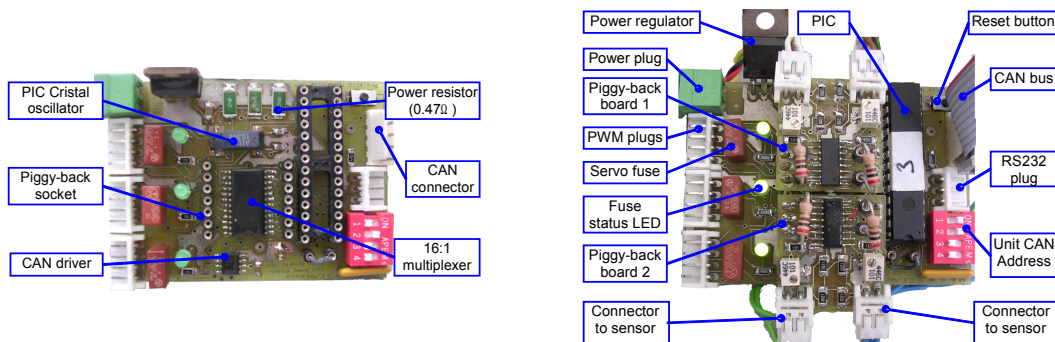 PIC Cristal
oscillator
Piggy-back
socket
CAN driver
Power resistor
(0.47Ω )
CAN
connector
16:1
multiplexer
ON
1
2
3
4
Power regulator
Power plug
Piggy-back
board 1
PWM plugs
Servo fuse
Fuse
status LED
Piggy-back
board 2
Connector
to sensor
PIC
3
Reset button
CAN bus
RS232
plug
Unit CAN
Address
Connector
to sensor
101
101